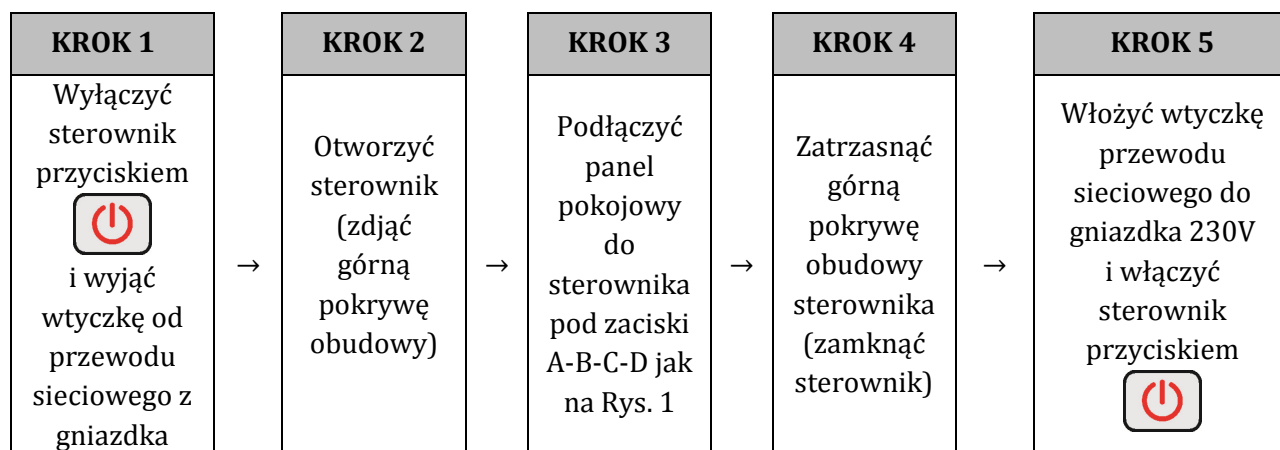 KROK 1
Wyłączyć
sterownik
przyciskiem
i wyjąć
wtyczkę od
przewodu
sieciowego z
gniazdka
→
KROK 2
Otworzyć
sterownik
(zdjąć
górną
pokrywę
obudowy)
→
KROK 3
Podłączyć
panel
pokojowy
do
sterownika
pod zaciski
A-B-C-D jak
na Rys. 1
→
KROK 4
Zatrzasnąć
górną
pokrywę
obudowy
sterownika
(zamknąć
sterownik)
→
KROK 5
Włożyć wtyczkę
przewodu
sieciowego do
gniazdka 230V
i włączyć
sterownik
przyciskiem